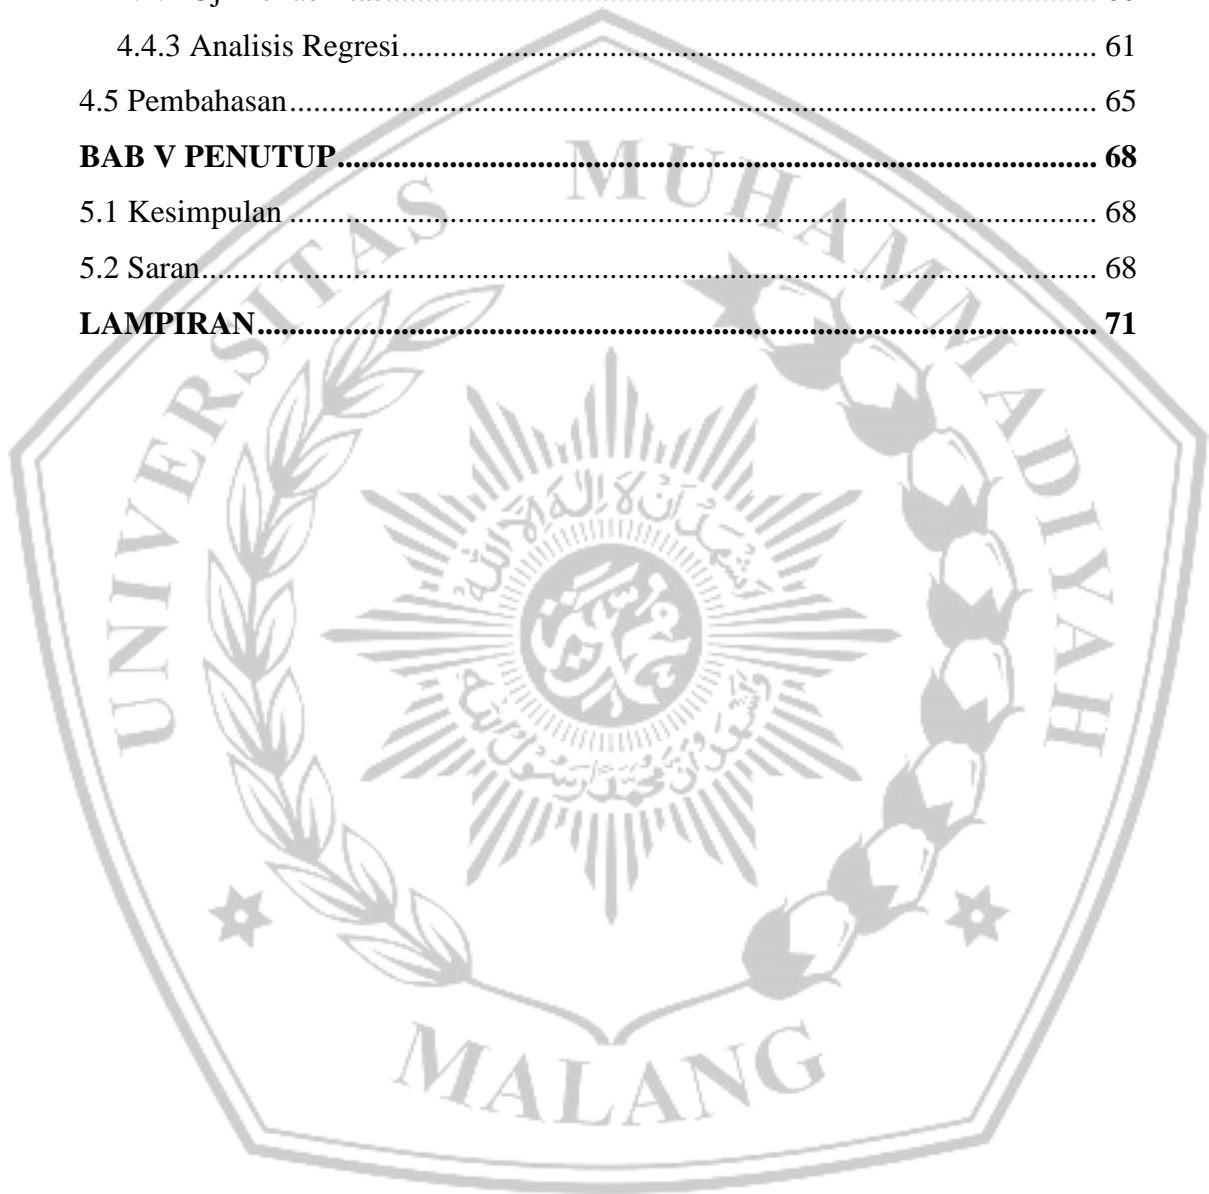 4.4.3 Analisis Regresi.......................................................................................... 61
4.5 Pembahasan....................................................................................................... 65
BAB V PENUTUP................................................................................................. 68
5.1 Kesimpulan ....................................................................................................... 68
5.2 Saran.................................................................................................................. 68
LAMPIRAN........................................................................................................... 71
UNIVERSITAS MUHAMMADIYAH
MALANG